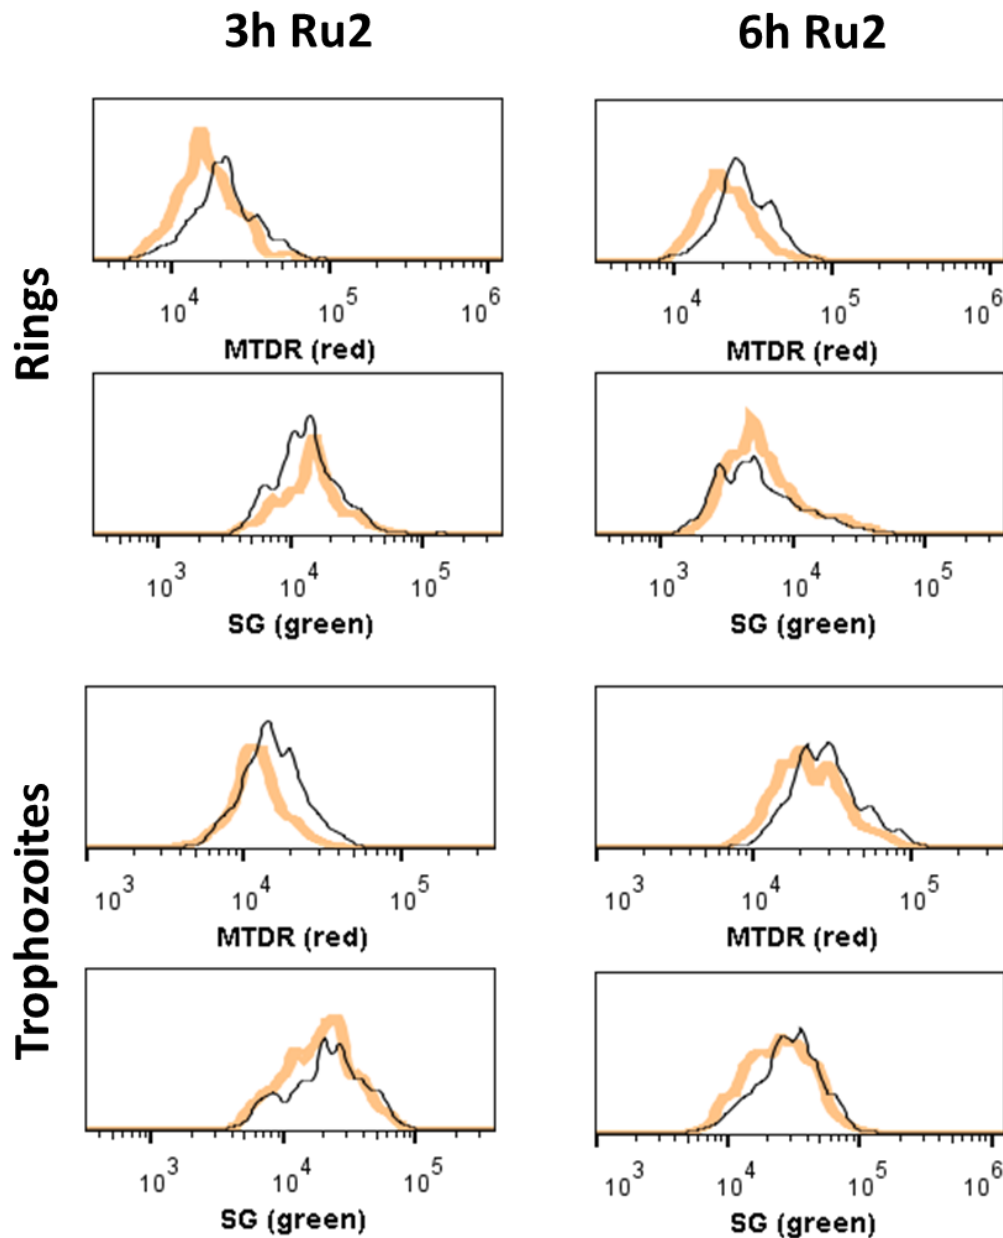 3h Ru2 6h Ru2
Rings
10^4 10^5 10^6 10^4 10^5 10^6
MTDR (red) MTDR (red)
10^3 10^4 10^5 10^3 10^4 10^5
SG (green) SG (green)
Trophozoites
10^3 10^4 10^5 10^3 10^4 10^5
MTDR (red) MTDR (red)
10^3 10^4 10^5 10^3 10^4 10^5 10^6
SG (green) SG (green)